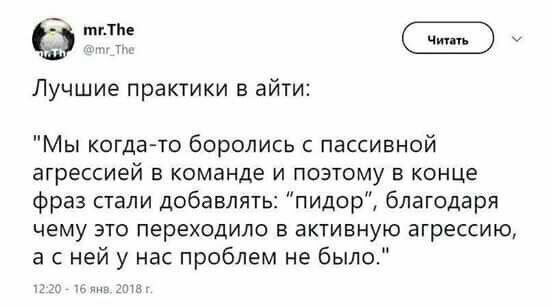 mr.The
@mr_The
Читать
Лучшие практики в айти:
"Мы когда-то боролись с пассивной
агрессией в команде и поэтому в конце
фраз стали добавлять: “пидор”, благодаря
чему это переходило в активную агрессию,
а с ней у нас проблем не было."
12:20 - 16 янв. 2018 г.